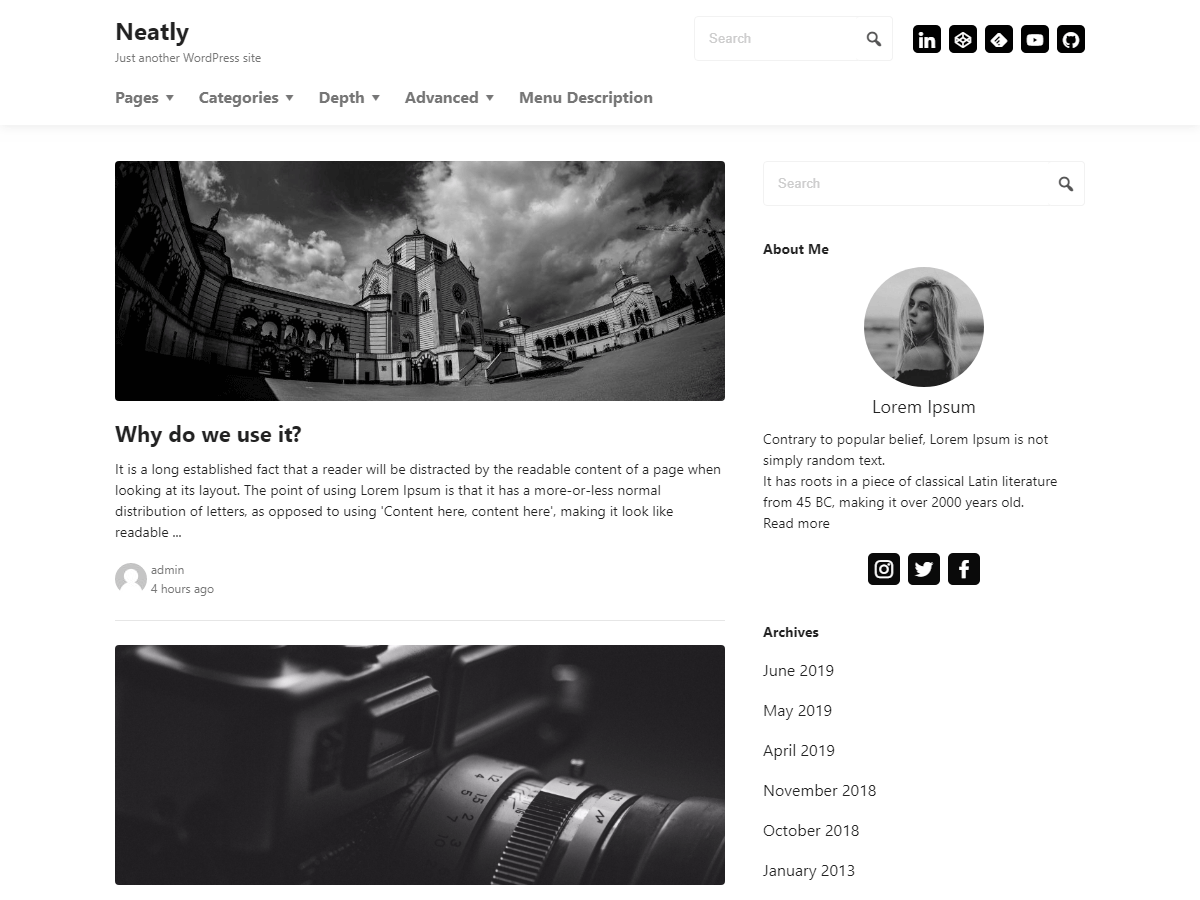 Neatly
Just another WordPress site
Search
Pages
Categories
Depth
Advanced
Menu Description
Why do we use it?
It is a long established fact that a reader will be distracted by the readable content of a page when
looking at its layout. The point of using Lorem Ipsum is that it has a more-or-less normal
distribution of letters, as opposed to using 'Content here, content here', making it look like
readable ...
admin
4 hours ago
Search
About Me
Lorem Ipsum
Contrary to popular belief, Lorem Ipsum is not
simply random text.
It has roots in a piece of classical Latin literature
from 45 BC, making it over 2000 years old.
Read more
Archives
June 2019
May 2019
April 2019
November 2018
October 2018
January 2013